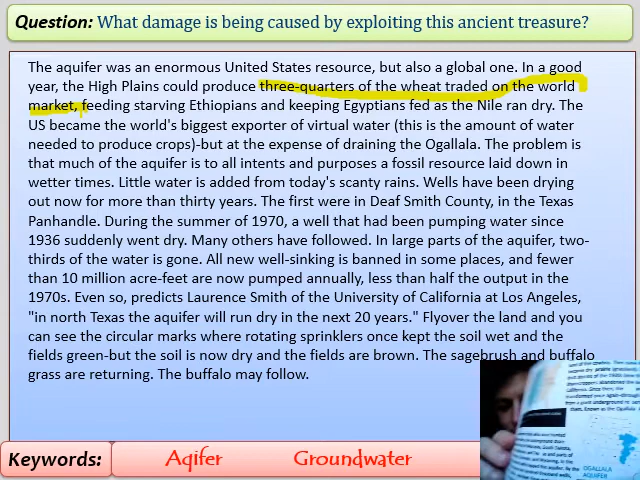 Question: What damage is being caused by exploiting this ancient treasure?
The aquifer was an enormous United States resource, but also a global one. In a good
year, the High Plains could produce three-quarters of the wheat traded on the world
market, feeding starving Ethiopians and keeping Egyptians fed as the Nile ran dry. The
US became the world's biggest exporter of virtual water (this is the amount of water
needed to produce crops)-but at the expense of draining the Ogallala. The problem is
that much of the aquifer is to all intents and purposes a fossil resource laid down in
wetter times. Little water is added from today's scanty rains. Wells have been drying
out now for more than thirty years. The first were in Deaf Smith County, in the Texas
Panhandle. During the summer of 1970, a well that had been pumping water since
1936 suddenly went dry. Many others have followed. In large parts of the aquifer, two-
thirds of the water is gone. All new well-sinking is banned in some places, and fewer
than 10 million acre-feet are now pumped annually, less than half the output in the
1970s. Even so, predicts Laurence Smith of the University of California at Los Angeles,
"in north Texas the aquifer will run dry in the next 20 years." Flyover the land and you
can see the circular marks where rotating sprinklers once kept the soil wet and the
fields green-but the soil is now dry and the fields are brown. The sagebrush and buffalo
grass are returning. The buffalo may follow.
Keywords: Aqifer Groundwater
OGALLALA
AQUIFER